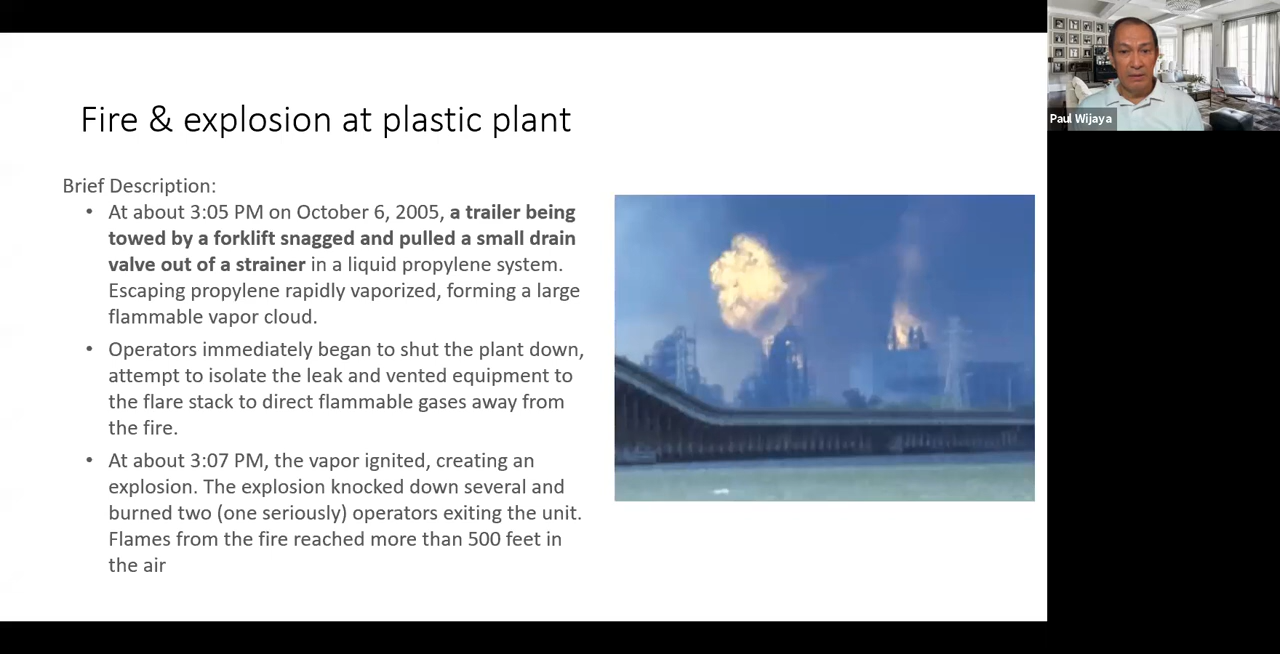 Fire & explosion at plastic plant
Brief Description:
• At about 3:05 PM on October 6, 2005, a trailer being
towed by a forklift snagged and pulled a small drain
valve out of a strainer in a liquid propylene system.
Escaping propylene rapidly vaporized, forming a large
flammable vapor cloud.
• Operators immediately began to shut the plant down,
attempt to isolate the leak and vented equipment to
the flare stack to direct flammable gases away from
the fire.
• At about 3:07 PM, the vapor ignited, creating an
explosion. The explosion knocked down several and
burned two (one seriously) operators exiting the unit.
Flames from the fire reached more than 500 feet in
the air
Paul Wijaya